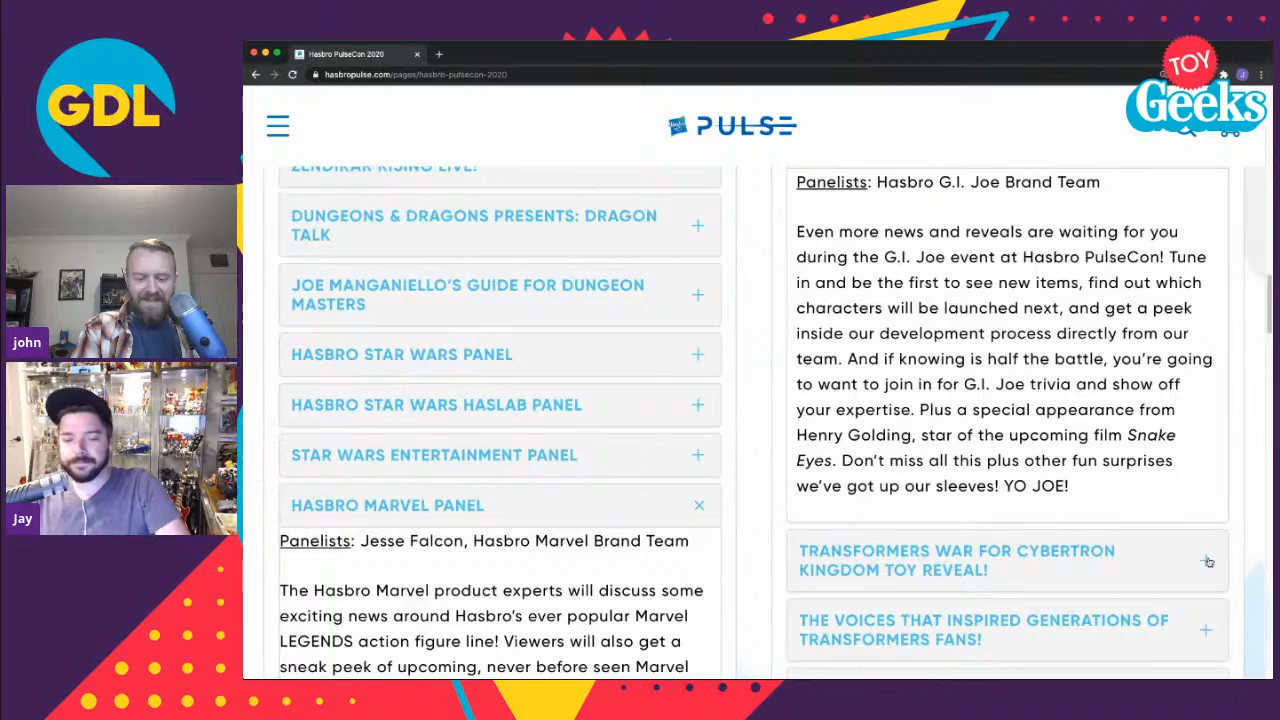 GDL
Hasbro PulseCon 2020
hasbropulse.com/pages/hasbro-pulsecon-2020
TOY
Geeks
PULSE
john
Jay
ZENDIKAR RISING LIVE!
DUNGEONS & DRAGONS PRESENTS: DRAGON
TALK
JOE MANGANIELLO'S GUIDE FOR DUNGEON
MASTERS
HASBRO STAR WARS PANEL
HASBRO STAR WARS HASLAB PANEL
STAR WARS ENTERTAINMENT PANEL
HASBRO MARVEL PANEL
Panelists: Jesse Falcon, Hasbro Marvel Brand Team
The Hasbro Marvel product experts will discuss some
exciting news around Hasbro's ever popular Marvel
LEGENDS action figure line! Viewers will also get a
sneak peek of upcoming, never before seen Marvel
Panelists: Hasbro G.I. Joe Brand Team
Even more news and reveals are waiting for you
during the G.I. Joe event at Hasbro PulseCon! Tune
in and be the first to see new items, find out which
characters will be launched next, and get a peek
inside our development process directly from our
team. And if knowing is half the battle, you're going
to want to join in for G.I. Joe trivia and show off
your expertise. Plus a special appearance from
Henry Golding, star of the upcoming film Snake
Eyes. Don't miss all this plus other fun surprises
we've got up our sleeves! YO JOE!
TRANSFORMERS WAR FOR CYBERTRON
KINGDOM TOY REVEAL!
THE VOICES THAT INSPIRED GENERATIONS OF
TRANSFORMERS FANS!